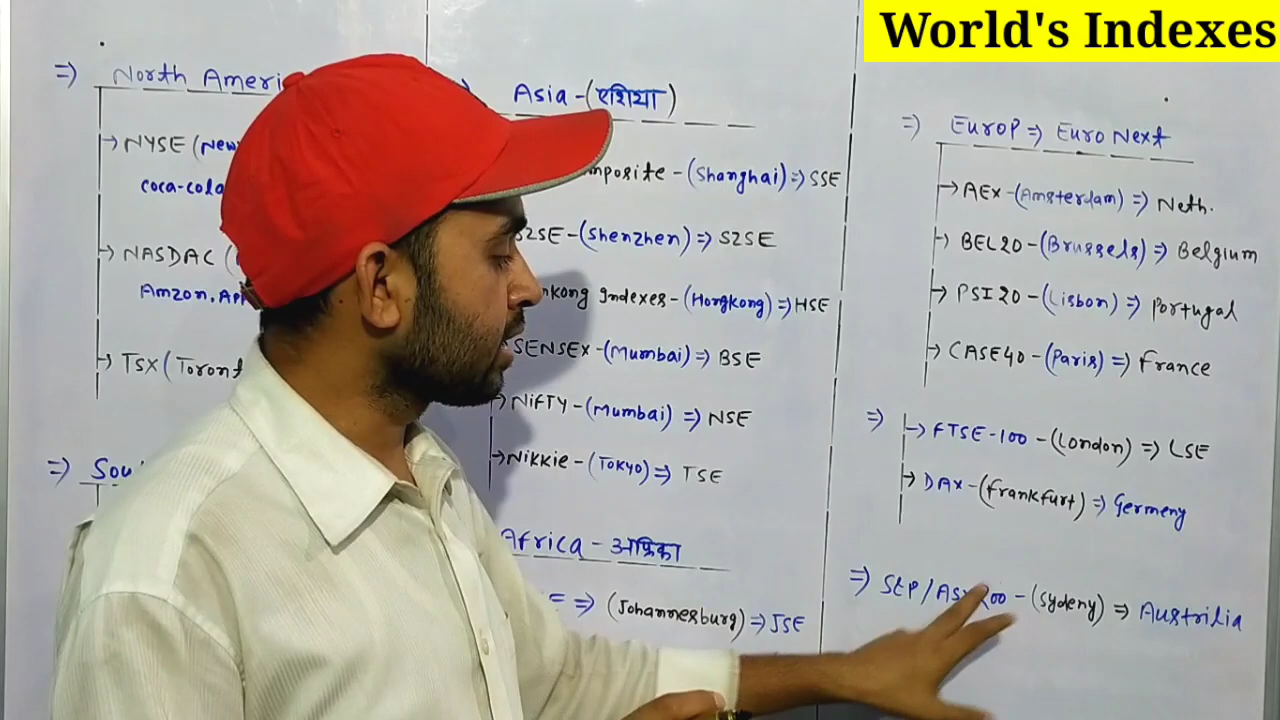 World's Indexes
⇒ North Ameri
→ NYSE (New
coca-cola
→ NASDAC (
Amzon, Ap
→ TSX (Toront
⇒ Sou
Asia - (एशिया)
mposite - (Shanghai) ⇒ SSE
SZSE - (Shenzhen) ⇒ SZSE
nkong Indexes - (Hongkong) ⇒ HSE
SENSEX - (Mumbai) ⇒ BSE
→ NiFTY - (Mumbai) ⇒ NSE
→ Nikkie - (TOKYO) ⇒ TSE
Africa - अफ्रिका
⇒ (Johannesburg) ⇒ JSE
⇒ EUROP ⇒ EURO Next
→ AEX - (Amsterdam) ⇒ Neth.
→ BEL20 - (Brussels) ⇒ Belgium
→ PSI20 - (Lisbon) ⇒ Portugal
→ CASE40 - (Paris) ⇒ France
⇒ → FTSE-100 - (London) ⇒ LSE
→ DAX - (frankfurt) ⇒ Germeny
⇒ S&P/ASX200 - (Sydeny) ⇒ Austrilia